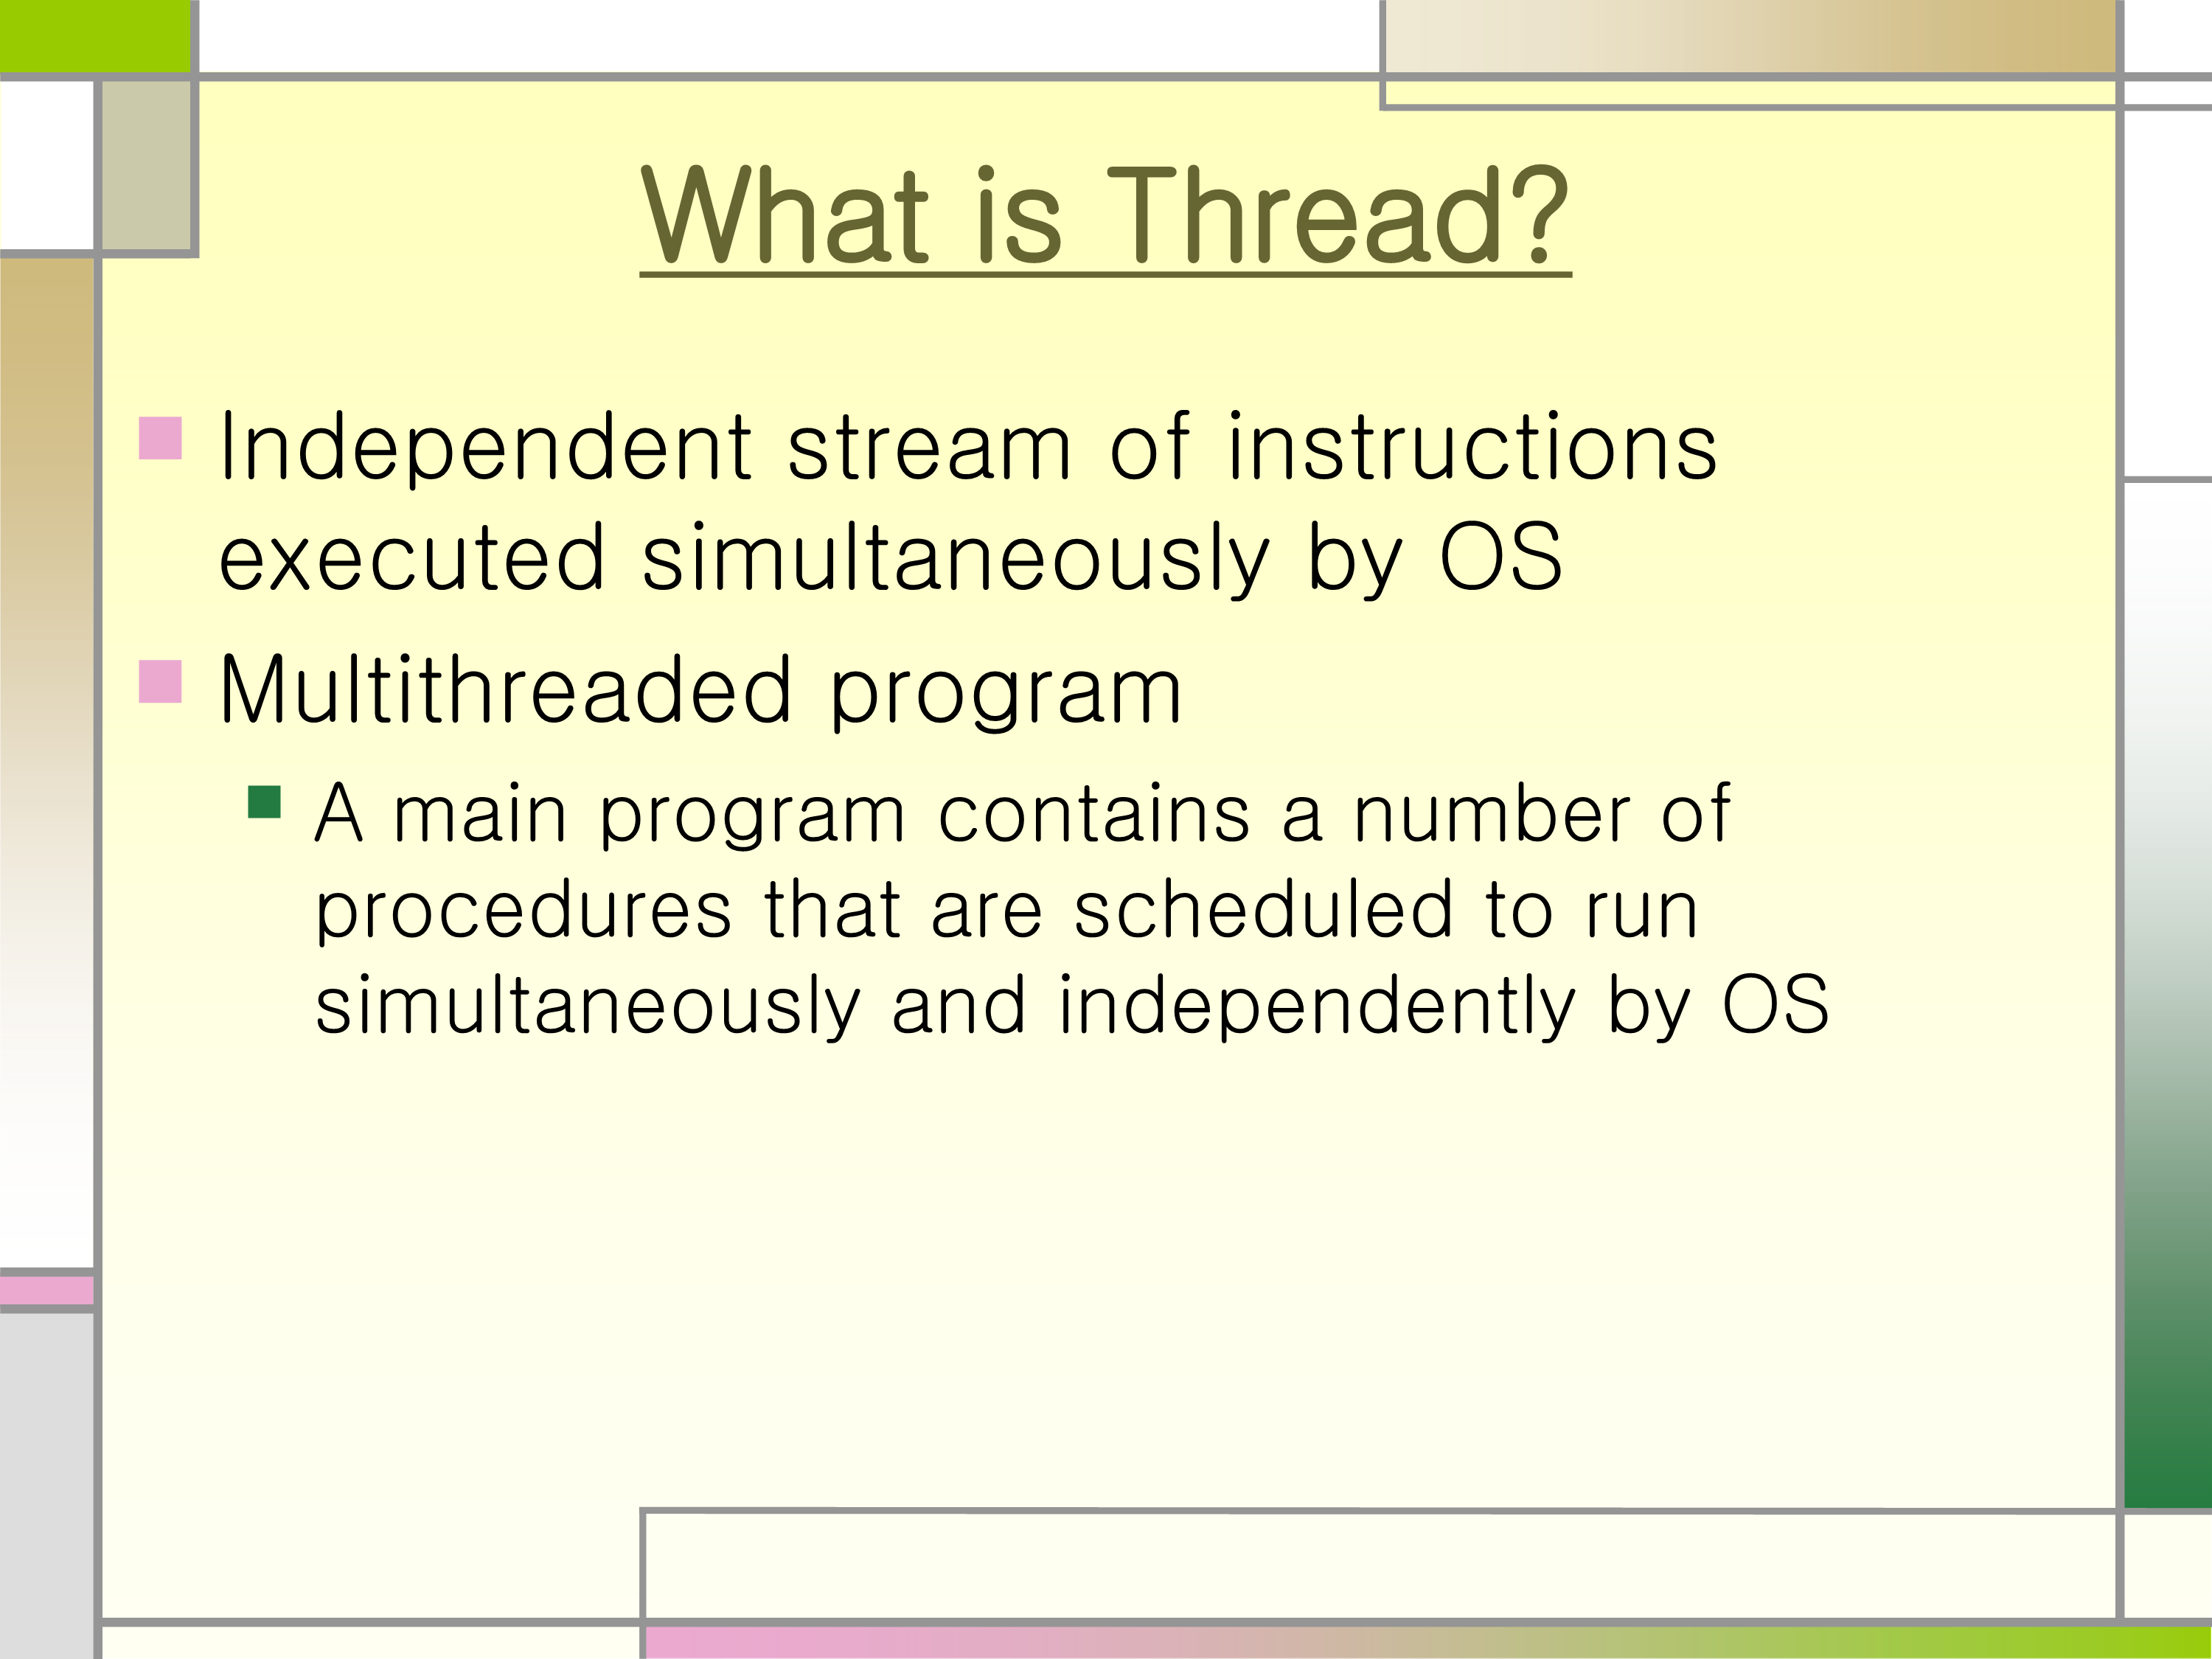 What is Thread?
Independent stream of instructions
executed simultaneously by OS
Multithreaded program
A main program contains a number of
procedures that are scheduled to run
simultaneously and independently by OS